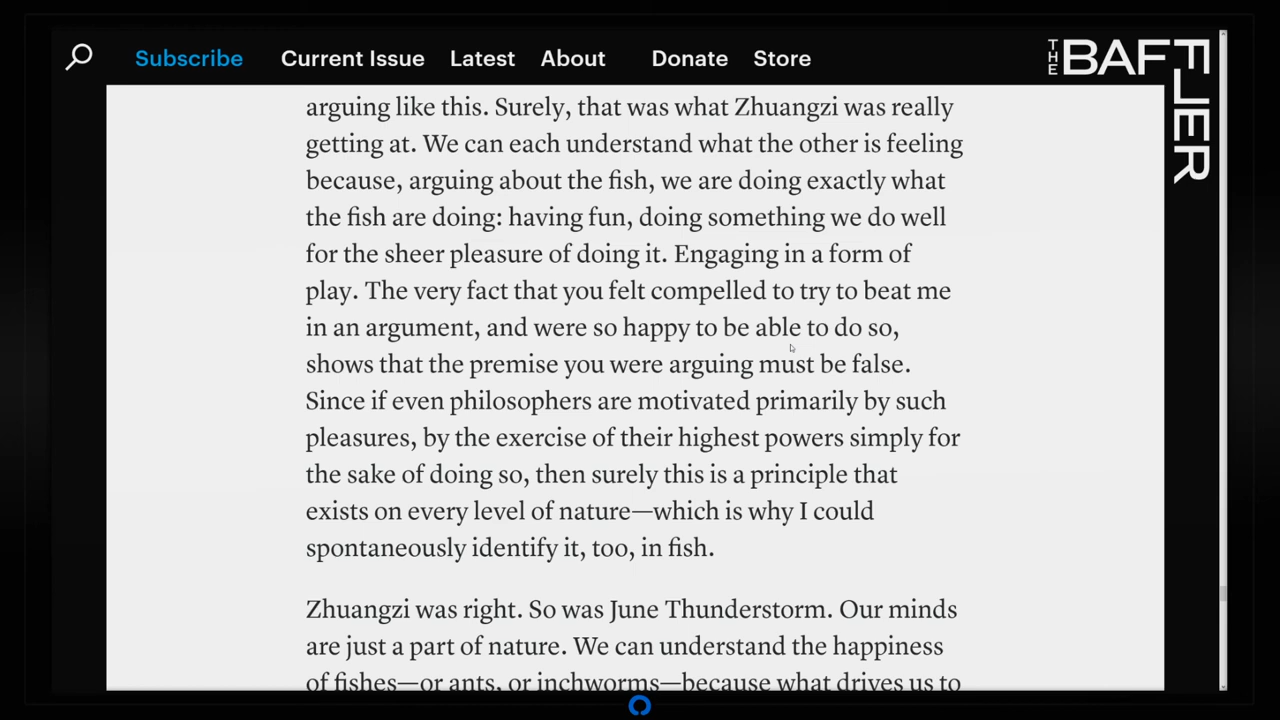 Subscribe Current Issue Latest About Donate Store
THE BAFFLER
arguing like this. Surely, that was what Zhuangzi was really
getting at. We can each understand what the other is feeling
because, arguing about the fish, we are doing exactly what
the fish are doing: having fun, doing something we do well
for the sheer pleasure of doing it. Engaging in a form of
play. The very fact that you felt compelled to try to beat me
in an argument, and were so happy to be able to do so,
shows that the premise you were arguing must be false.
Since if even philosophers are motivated primarily by such
pleasures, by the exercise of their highest powers simply for
the sake of doing so, then surely this is a principle that
exists on every level of nature—which is why I could
spontaneously identify it, too, in fish.
Zhuangzi was right. So was June Thunderstorm. Our minds
are just a part of nature. We can understand the happiness
of fishes—or ants, or inchworms—because what drives us to